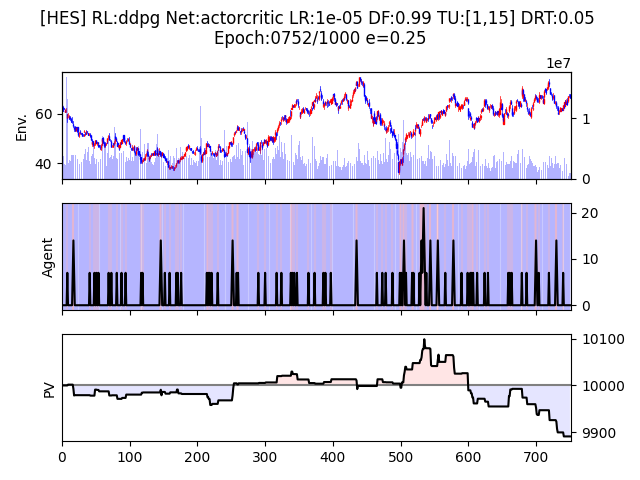 [HES] RL:ddpg Net:actorcritic LR:1e-05 DF:0.99 TU:[1,15] DRT:0.05
Epoch:0752/1000 e=0.25
1e7
Env.
60
40
1
0
Agent
20
10
0
PV
10100
10000
9900
0 100 200 300 400 500 600 700